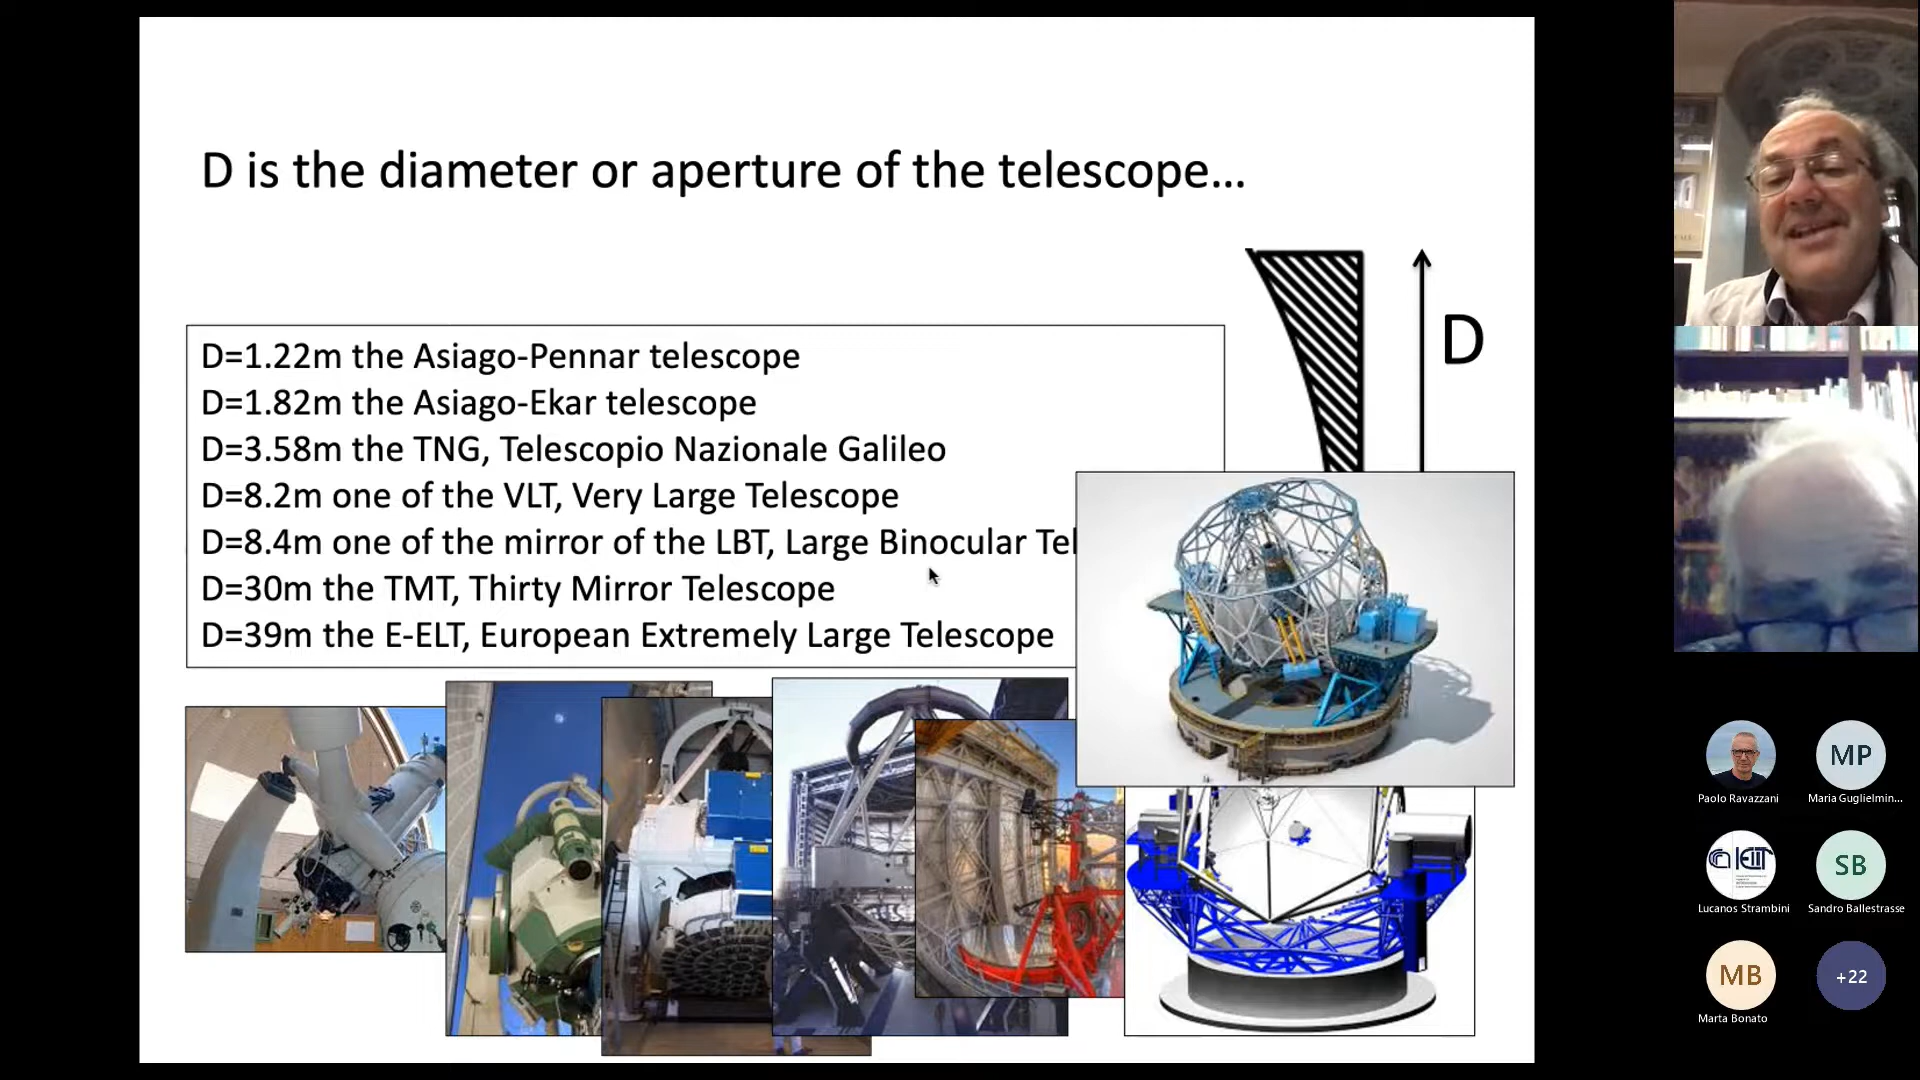 D is the diameter or aperture of the telescope...
D=1.22m the Asiago-Pennar telescope
D=1.82m the Asiago-Ekar telescope
D=3.58m the TNG, Telescopio Nazionale Galileo
D=8.2m one of the VLT, Very Large Telescope
D=8.4m one of the mirror of the LBT, Large Binocular Tel
D=30m the TMT, Thirty Mirror Telescope
D=39m the E-ELT, European Extremely Large Telescope
D
MP
Paolo Ravazzani
Maria Guglielmin...
SB
Lucanos Strambini
Sandro Ballestrasse
MB
+22
Marta Bonato